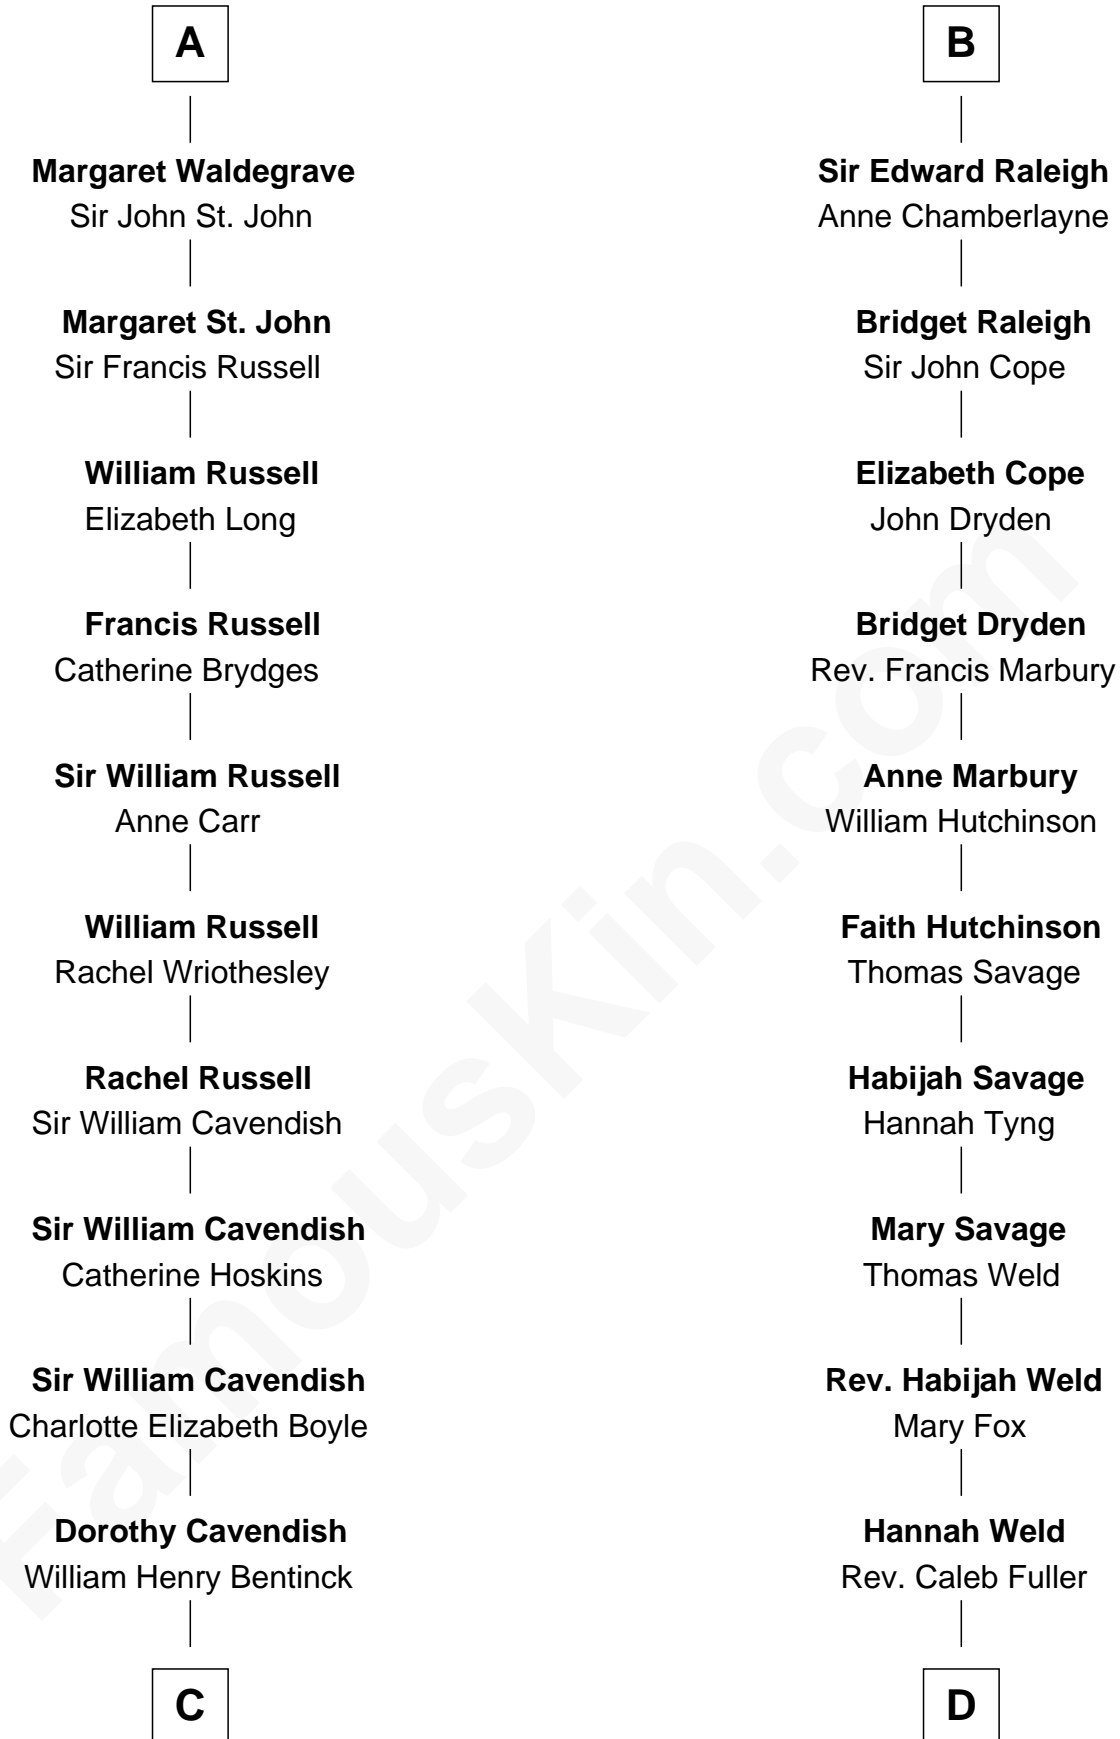 A
Margaret Waldegrave
Sir John St. John
Margaret St. John
Sir Francis Russell
William Russell
Elizabeth Long
Francis Russell
Catherine Brydges
Sir William Russell
Anne Carr
William Russell
Rachel Wriothesley
Rachel Russell
Sir William Cavendish
Sir William Cavendish
Catherine Hoskins
Sir William Cavendish
Charlotte Elizabeth Boyle
Dorothy Cavendish
William Henry Bentinck
C
B
Sir Edward Raleigh
Anne Chamberlayne
Bridget Raleigh
Sir John Cope
Elizabeth Cope
John Dryden
Bridget Dryden
Rev. Francis Marbury
Anne Marbury
William Hutchinson
Faith Hutchinson
Thomas Savage
Habijah Savage
Hannah Tyng
Mary Savage
Thomas Weld
Rev. Habijah Weld
Mary Fox
Hannah Weld
Rev. Caleb Fuller
D
FamousKin.com